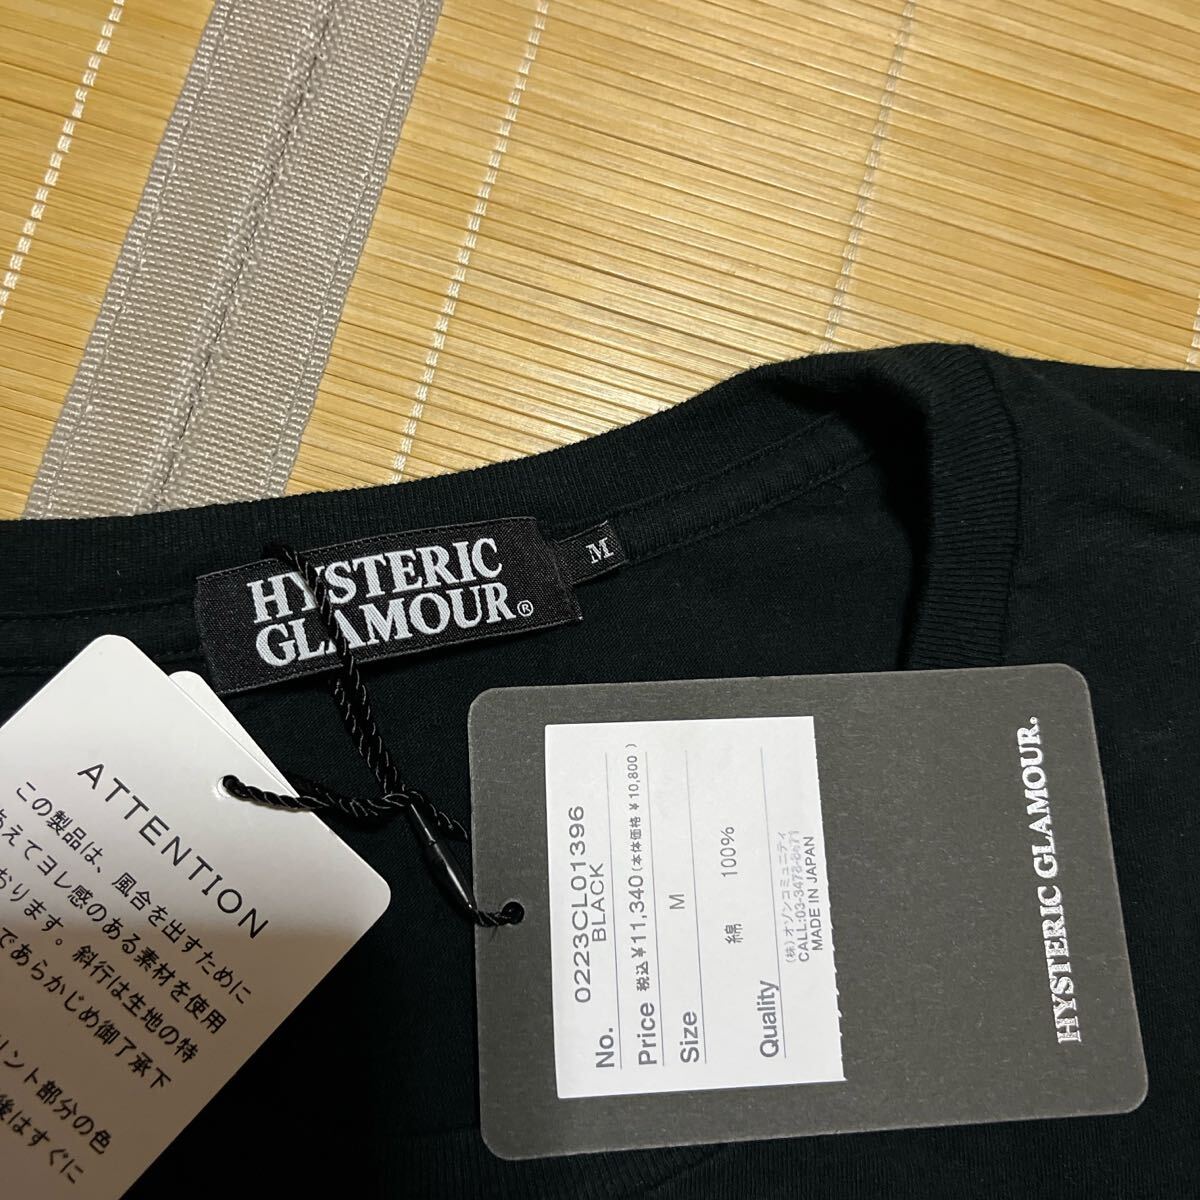 HYSTERIC
GLAMOUR®
M
ATTENTION
この製品は、風合を出すために
あえてヨレ感のある素材を使用
おります。斜行は生地の特
であらかじめ御了承下
リント部分の色
後はすぐに
No. 0223CL01396
BLACK
Price 税込¥11,340(本体価格 ¥10,800)
Size M
綿 100%
Quality
(株)オゾンコミュニティ
CALL:03-3478-8471
MADE IN JAPAN
HYSTERIC GLAMOUR.